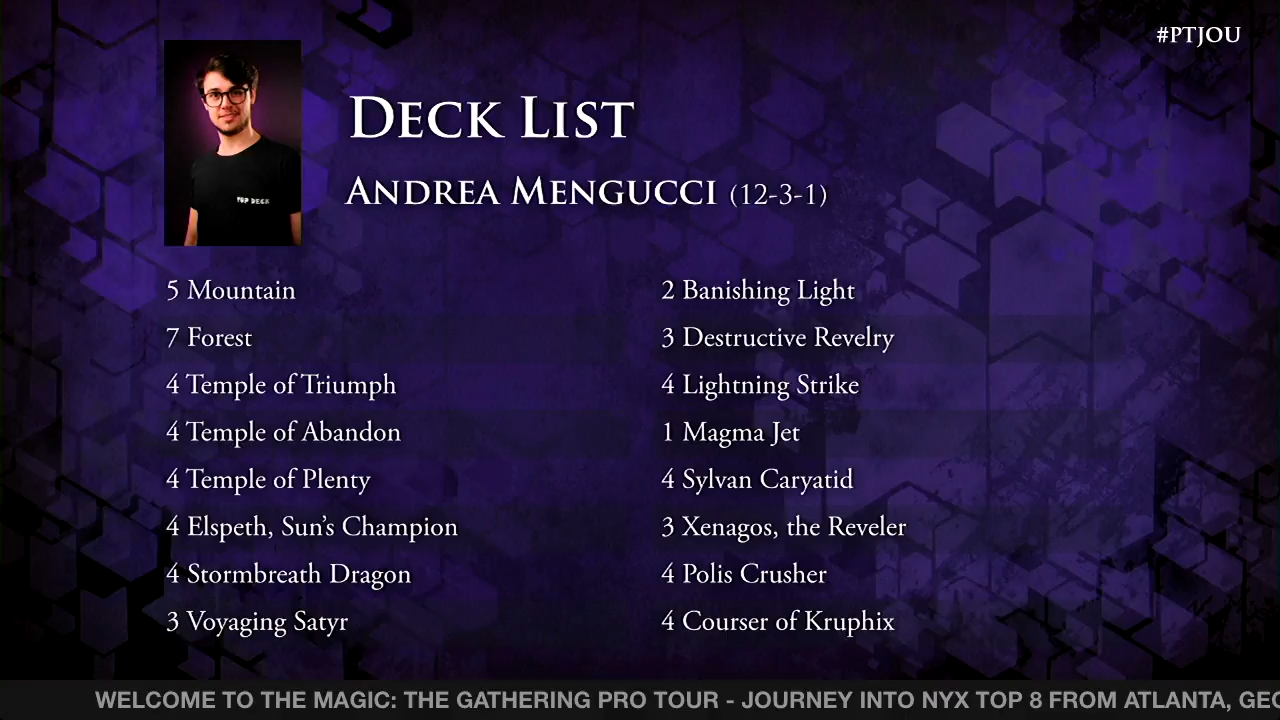 #PTJOU
DECK LIST
ANDREA MENGUCCI (12-3-1)
TOP DECK
5 Mountain
7 Forest
4 Temple of Triumph
4 Temple of Abandon
4 Temple of Plenty
4 Elspeth, Sun's Champion
4 Stormbreath Dragon
3 Voyaging Satyr
2 Banishing Light
3 Destructive Revelry
4 Lightning Strike
1 Magma Jet
4 Sylvan Caryatid
3 Xenagos, the Reveler
4 Polis Crusher
4 Courser of Kruphix
WELCOME TO THE MAGIC: THE GATHERING PRO TOUR - JOURNEY INTO NYX TOP 8 FROM ATLANTA, GEO